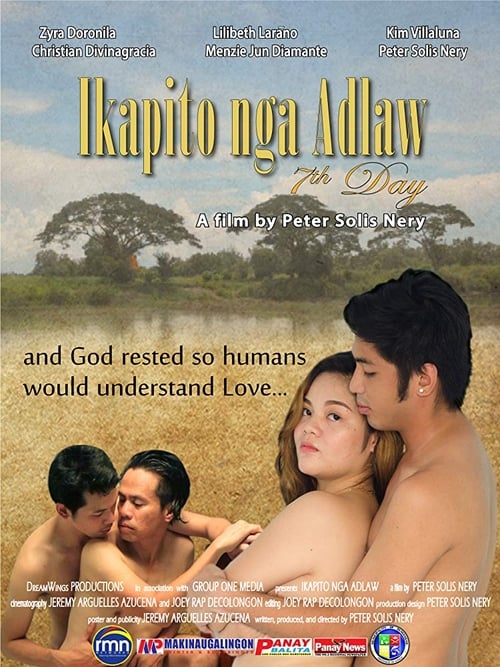 Zyra Doronila Lilibeth Larano Kim Villaluna
Christian Divinagracia Menzie Jun Diamante Peter Solis Nery
Ikapito nga Adlaw
7th Day
A film by Peter Solis Nery
and God rested so humans
would understand Love...
DREAMWINGS PRODUCTIONS in association with GROUP ONE MEDIA presents IKAPITO NGA ADLAW a film by PETER SOLIS NERY
cinematography JEREMY ARGUELLES AZUCENA and JOEY RAP DECOLONGON editing JOEY RAP DECOLONGON production design PETER SOLIS NERY
poster and publicity JEREMY ARGUELLES AZUCENA written, produced, and directed by PETER SOLIS NERY
rmn MAKINAUGALINGON PANAY BALITA Panay News